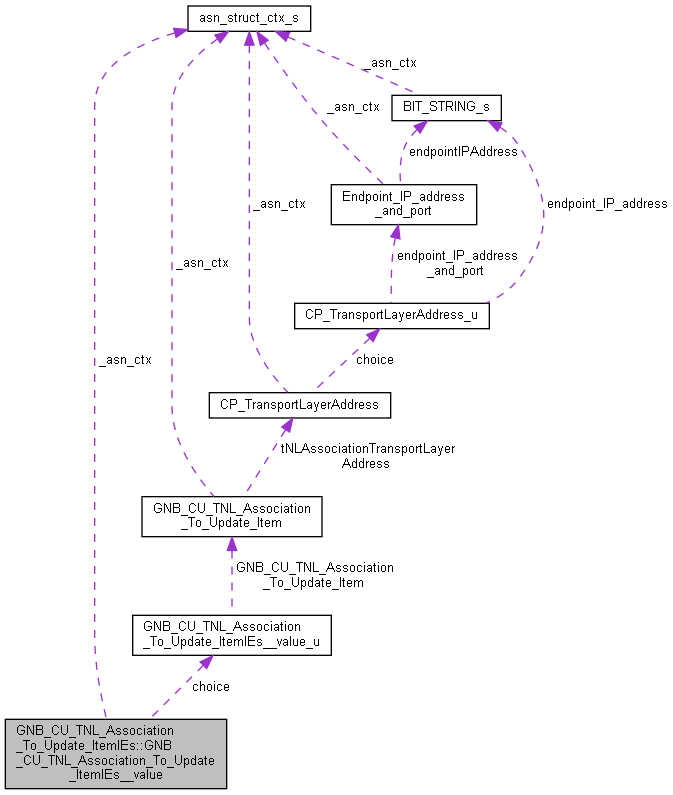 asn_struct_ctx_s
_asn_ctx
BIT_STRING_s
_asn_ctx
endpointIPAddress
Endpoint_IP_address
_and_port
endpoint_IP_address
_asn_ctx
endpoint_IP_address
_and_port
_asn_ctx
CP_TransportLayerAddress_u
_asn_ctx
choice
CP_TransportLayerAddress
tNLAssociationTransportLayer
Address
GNB_CU_TNL_Association
_To_Update_Item
GNB_CU_TNL_Association
_To_Update_Item
GNB_CU_TNL_Association
_To_Update_ItemIEs__value_u
choice
GNB_CU_TNL_Association
_To_Update_ItemIEs::GNB
_CU_TNL_Association_To_Update
_ItemIEs__value